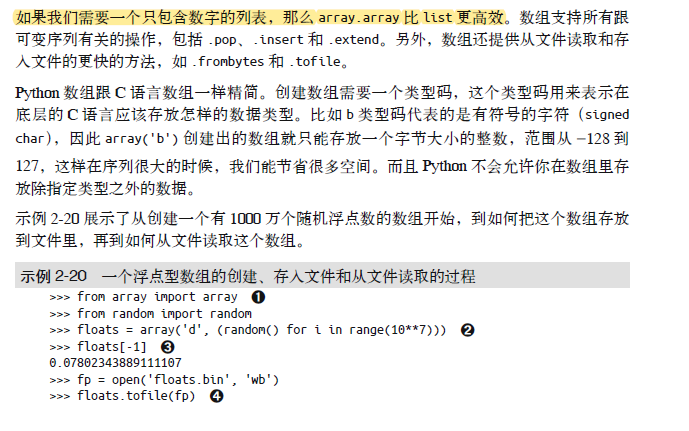 如果我们需要一个只包含数字的列表，那么 array.array 比 list 更高效。数组支持所有跟
可变序列有关的操作，包括 .pop、.insert 和 .extend。另外，数组还提供从文件读取和存
入文件的更快的方法，如 .frombytes 和 .tofile。
Python 数组跟 C 语言数组一样精简。创建数组需要一个类型码，这个类型码用来表示在
底层的 C 语言应该存放怎样的数据类型。比如 b 类型码代表的是有符号的字符（signed
char），因此 array('b') 创建出的数组就只能存放一个字节大小的整数，范围从 −128 到
127，这样在序列很大的时候，我们能节省很多空间。而且 Python 不会允许你在数组里存
放除指定类型之外的数据。
示例 2-20 展示了从创建一个有 1000 万个随机浮点数的数组开始，到如何把这个数组存放
到文件里，再到如何从文件读取这个数组。
示例 2-20　一个浮点型数组的创建、存入文件和从文件读取的过程
>>> from array import array ❶
>>> from random import random
>>> floats = array('d', (random() for i in range(10**7))) ❷
>>> floats[-1] ❸
0.07802343889111107
>>> fp = open('floats.bin', 'wb')
>>> floats.tofile(fp) ❹